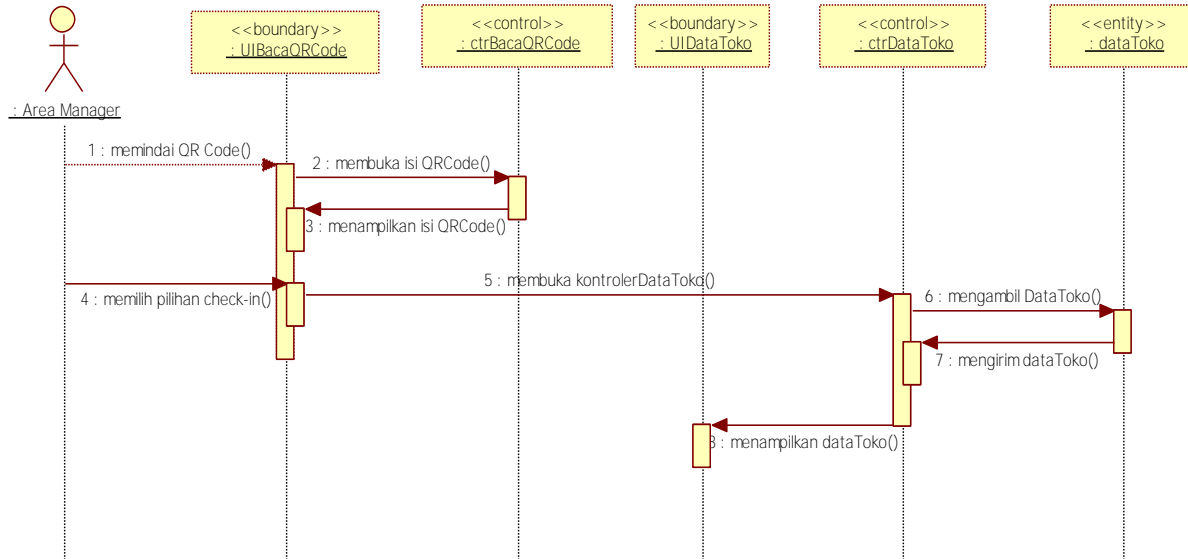 <<boundary>>
: UIBacaQRCode
<<control>>
: ctrBacaQRCode
<<boundary>>
: UIDataToko
<<control>>
: ctrDataToko
<<entity>>
: dataToko
: Area Manager
1 : memindai QR Code()
2 : membuka isi QRCode()
3 : menampilkan isi QRCode()
4 : memilih pilihan check-in()
5 : membuka kontrolerDataToko()
6 : mengambil DataToko()
7 : mengirim dataToko()
8 : menampilkan dataToko()